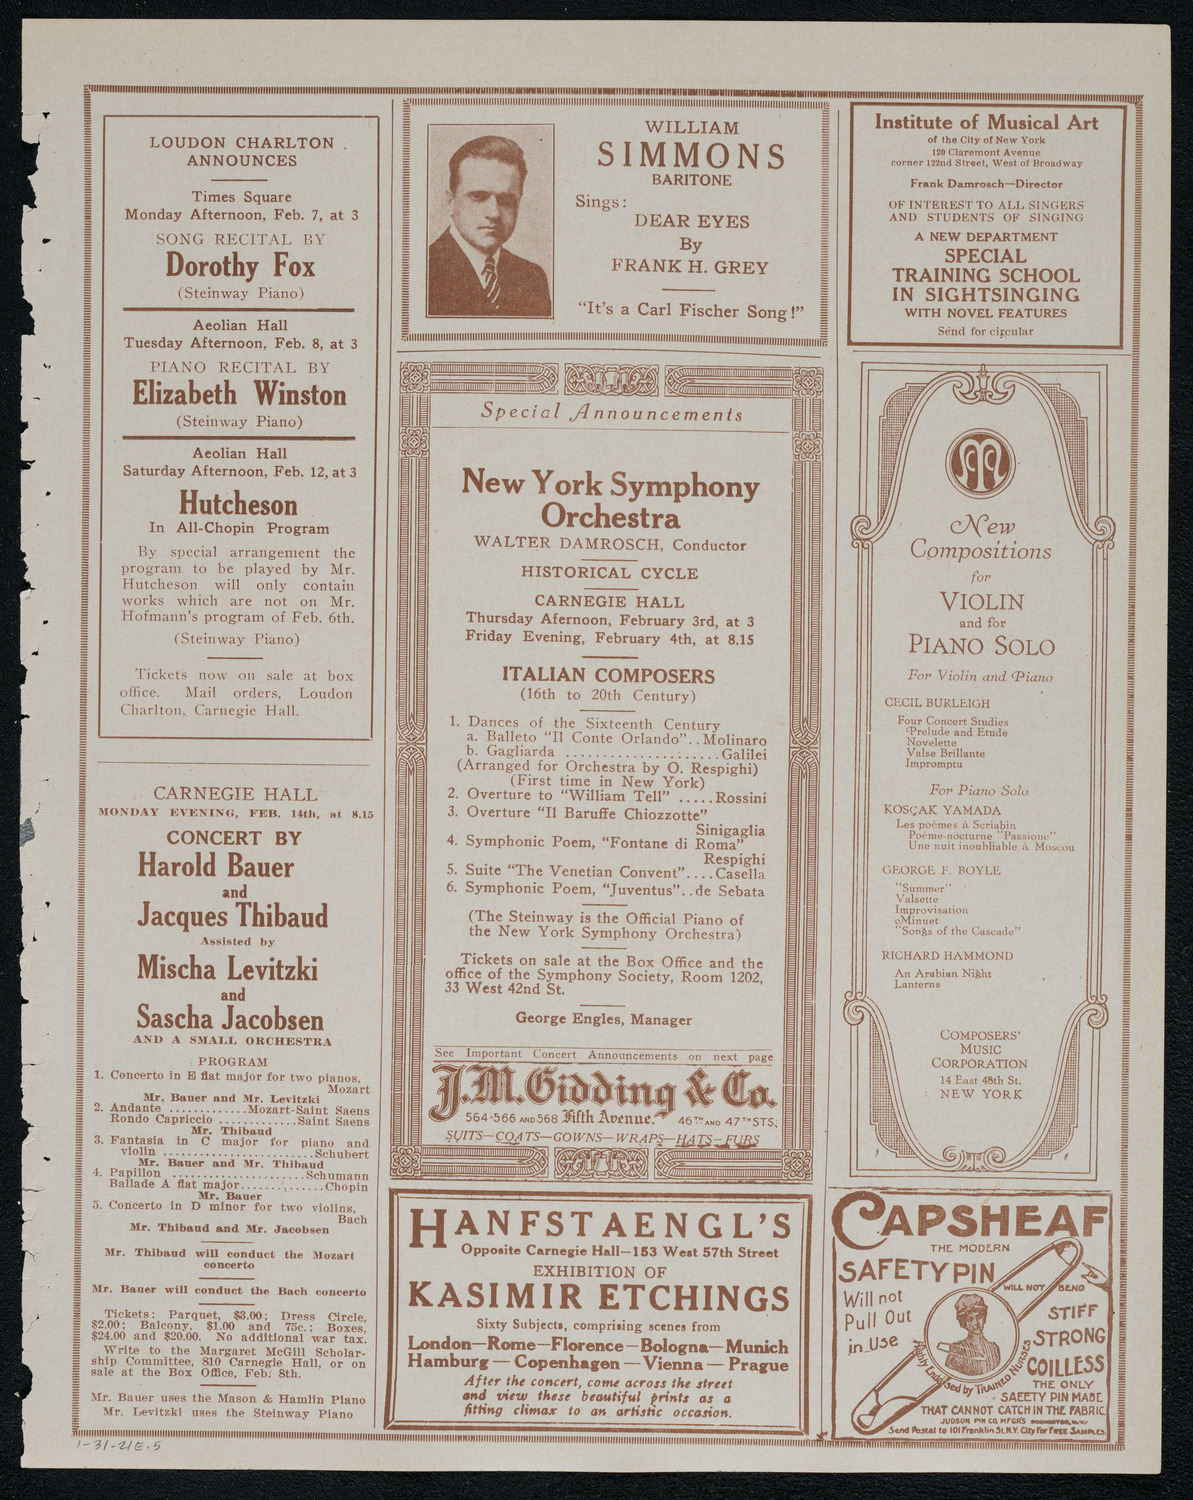 LOUDON CHARLTON
ANNOUNCES
Times Square
Monday Afternoon, Feb. 7, at 3
SONG RECITAL BY
Dorothy Fox
(Steinway Piano)
Aeolian Hall
Tuesday Afternoon, Feb. 8, at 3
PIANO RECITAL BY
Elizabeth Winston
(Steinway Piano)
Aeolian Hall
Saturday Afternoon, Feb. 12, at 3
Hutcheson
In All-Chopin Program
By special arrangement the
program to be played by Mr.
Hutcheson will only contain
works which are not on Mr.
Hofmann's program of Feb. 6th.
(Steinway Piano)
Tickets now on sale at box
office. Mail orders, Loudon
Charlton, Carnegie Hall.
CARNEGIE HALL
MONDAY EVENING, FEB. 14th, at 8.15
CONCERT BY
Harold Bauer
and
Jacques Thibaud
Assisted by
Mischa Levitzki
and
Sascha Jacobsen
AND A SMALL ORCHESTRA
PROGRAM
1. Concerto in E flat major for two pianos,
Mozart
Mr. Bauer and Mr. Levitzki
2. Andante .............Mozart-Saint Saens
Rondo Capriccio .............Saint Saens
Mr. Thibaud
3. Fantasia in C major for piano and
violin .........................Schubert
Mr. Bauer and Mr. Thibaud
4. Papillon ......................Schumann
Ballade A flat major..............Chopin
Mr. Bauer
5. Concerto in D minor for two violins,
Bach
Mr. Thibaud and Mr. Jacobsen
Mr. Thibaud will conduct the Mozart
concerto
Mr. Bauer will conduct the Bach concerto
Tickets: Parquet, $3.00; Dress Circle,
$2.00; Balcony, $1.00 and 75c.; Boxes,
$24.00 and $20.00. No additional war tax.
Write to the Margaret McGill Scholar-
ship Committee, 810 Carnegie Hall, or on
sale at the Box Office, Feb. 8th.
Mr. Bauer uses the Mason & Hamlin Piano
Mr. Levitzki uses the Steinway Piano
1-31-21E.5
WILLIAM
SIMMONS
BARITONE
Sings:
DEAR EYES
By
FRANK H. GREY
"It's a Carl Fischer Song!"
Special Announcements
New York Symphony
Orchestra
WALTER DAMROSCH, Conductor
HISTORICAL CYCLE
CARNEGIE HALL
Thursday Afernoon, February 3rd, at 3
Friday Evening, February 4th, at 8.15
ITALIAN COMPOSERS
(16th to 20th Century)
1. Dances of the Sixteenth Century
a. Balleto "Il Conte Orlando"..Molinaro
b. Gagliarda ....................Galilei
(Arranged for Orchestra by O. Respighi)
(First time in New York)
2. Overture to "William Tell" .....Rossini
3. Overture "Il Baruffe Chiozzotte"
Sinigaglia
4. Symphonic Poem, "Fontane di Roma"
Respighi
5. Suite "The Venetian Convent"....Casella
6. Symphonic Poem, "Juventus"..de Sebata
(The Steinway is the Official Piano of
the New York Symphony Orchestra)
Tickets on sale at the Box Office and the
office of the Symphony Society, Room 1202,
33 West 42nd St.
George Engles, Manager
See Important Concert Announcements on next page
J.M. Gidding & Co.
564-566 AND 568 Fifth Avenue. 46TH AND 47TH STS.
SUITS—COATS—GOWNS—WRAPS—HATS—FURS
HANFSTAENGL'S
Opposite Carnegie Hall—153 West 57th Street
EXHIBITION OF
KASIMIR ETCHINGS
Sixty Subjects, comprising scenes from
London—Rome—Florence—Bologna—Munich
Hamburg—Copenhagen—Vienna—Prague
After the concert, come across the street
and view these beautiful prints as a
fitting climax to an artistic occasion.
Institute of Musical Art
of the City of New York
120 Claremont Avenue
corner 122nd Street, West of Broadway
Frank Damrosch—Director
OF INTEREST TO ALL SINGERS
AND STUDENTS OF SINGING
A NEW DEPARTMENT
SPECIAL
TRAINING SCHOOL
IN SIGHTSINGING
WITH NOVEL FEATURES
Send for circular
New
Compositions
for
VIOLIN
and for
PIANO SOLO
For Violin and Piano
CECIL BURLEIGH
Four Concert Studies
Prelude and Etude
Novelette
Valse Brillante
Impromptu
For Piano Solo
KOSÇAK YAMADA
Les poèmes à Scriabin
Poème-nocturne "Passione"
Une nuit inoubliable à Moscou
GEORGE F. BOYLE
"Summer"
Valsette
Improvisation
Minuet
"Songs of the Cascade"
RICHARD HAMMOND
An Arabian Night
Lanterns
COMPOSERS'
MUSIC
CORPORATION
14 East 48th St.
NEW YORK
CAPSHEAF
THE MODERN
SAFETY PIN
WILL NOT BEND
Will not
Pull Out
in Use
STIFF
STRONG
COILLESS
Highly Endorsed by TRAINED NURSES
THE ONLY
SAFETY PIN MADE
THAT CANNOT CATCH IN THE FABRIC
JUDSON PIN CO. MFGRS ROCHESTER, N.Y.
Send Postal to 101 Franklin St. N.Y. City for FREE SAMPLES.